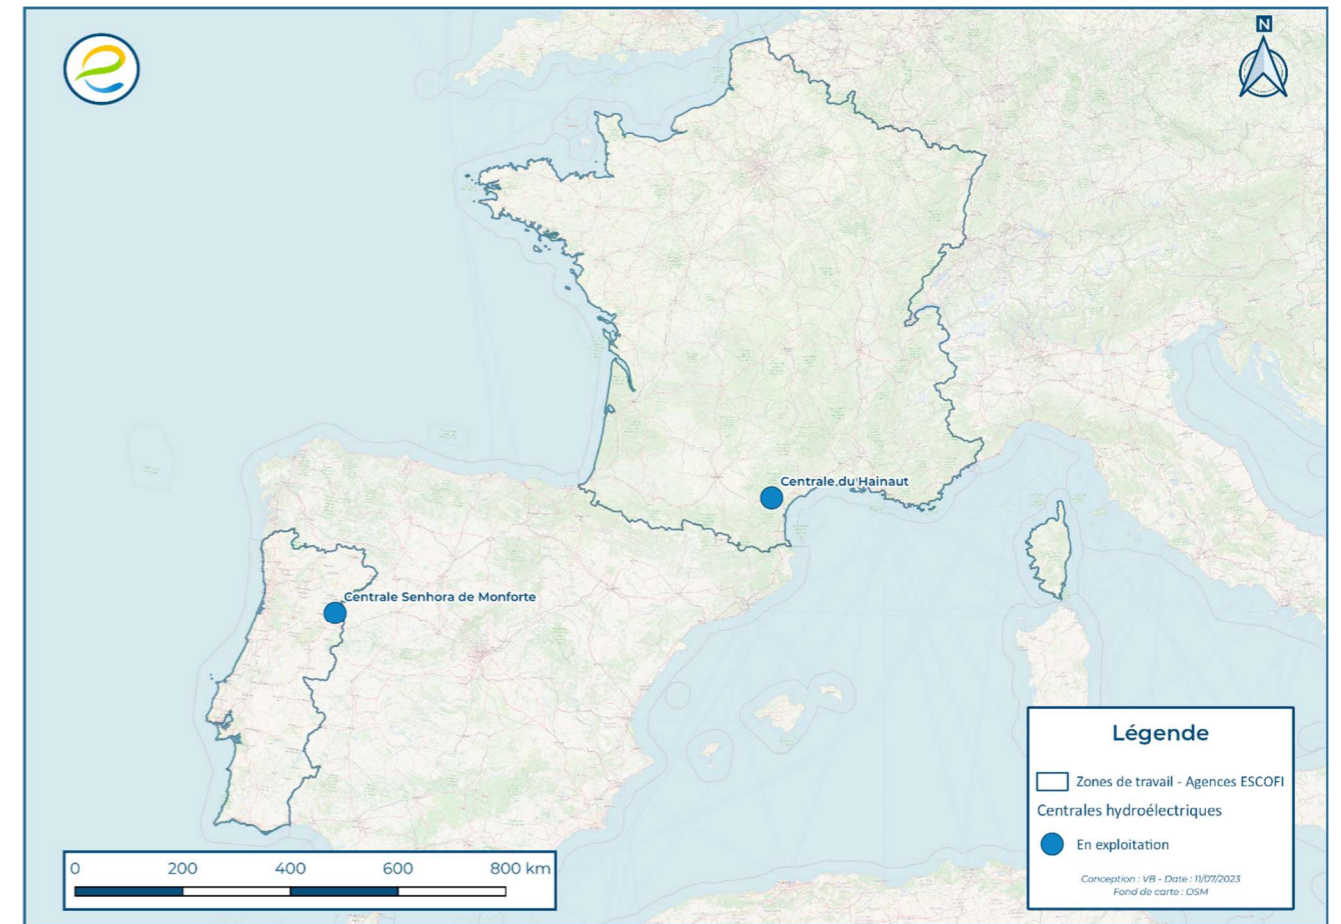 N
Centrale du Hainaut
Centrale Senhora de Monforte
Légende
Zones de travail - Agences ESCOFI
Centrales hydroélectriques
En exploitation
Conception : VB - Date : 11/07/2023
Fond de carte : OSM
0 200 400 600 800 km